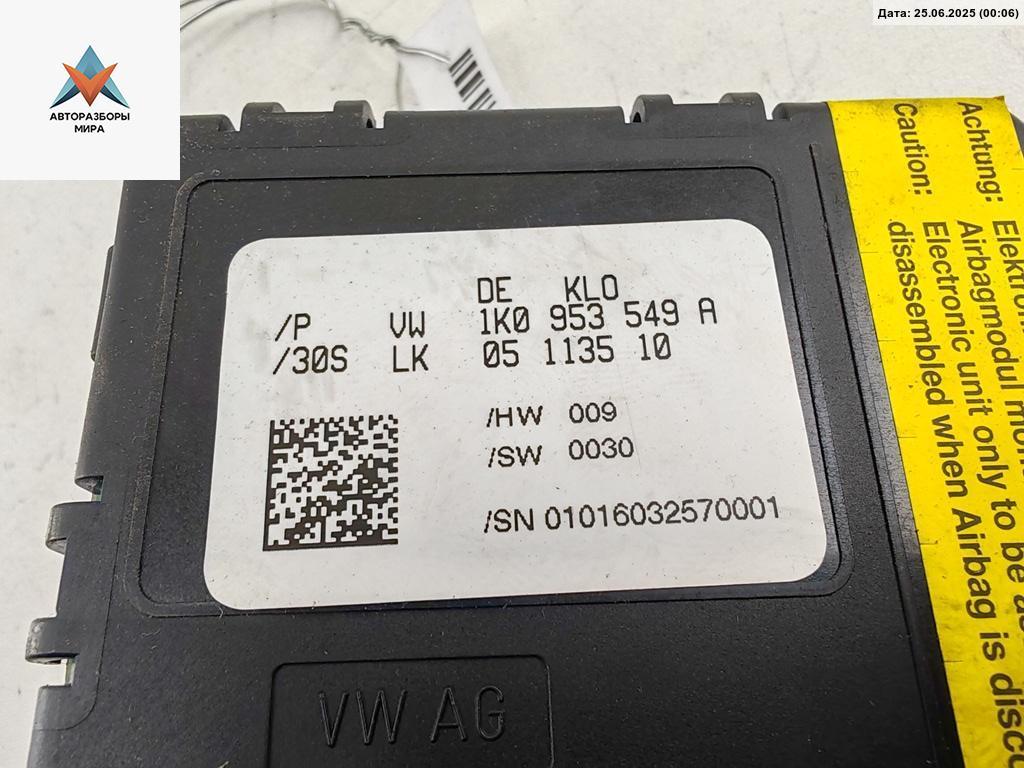 Дата: 25.06.2025 (00:06)
АВТОРАЗБОРЫ
МИРА
DE KLO
/P VW 1K0 953 549 A
/30S LK 05 1135 10
/HW 009
/SW 0030
/SN 01016032570001
VW AG
Achtung:
Airbagmodul
Caution: Electronic unit only to be
disassembled when Airbag is